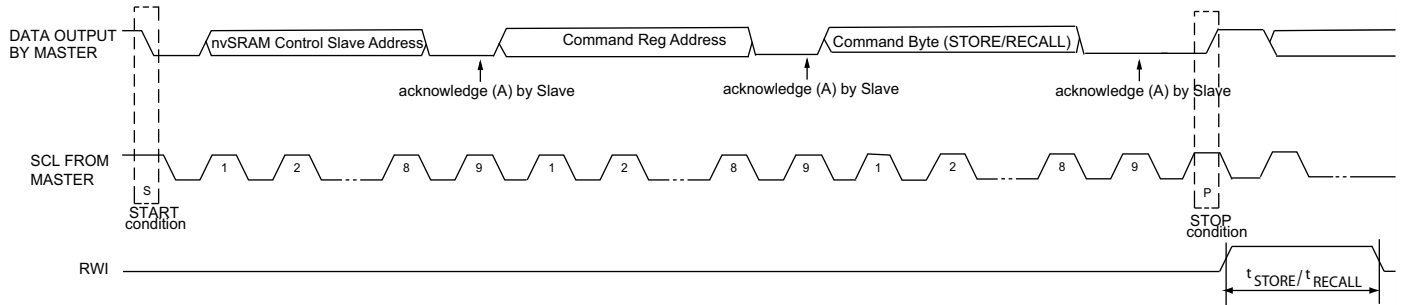 DATA OUTPUT
BY MASTER
nvSRAM Control Slave Address
Command Reg Address
Command Byte (STORE/RECALL)
acknowledge (A) by Slave
acknowledge (A) by Slave
acknowledge (A) by Slave
SCL FROM
MASTER
1 2 8 9 1 2 8 9 1 2 8 9
S
P
START
condition
STOP
condition
RWI
tSTORE/tRECALL